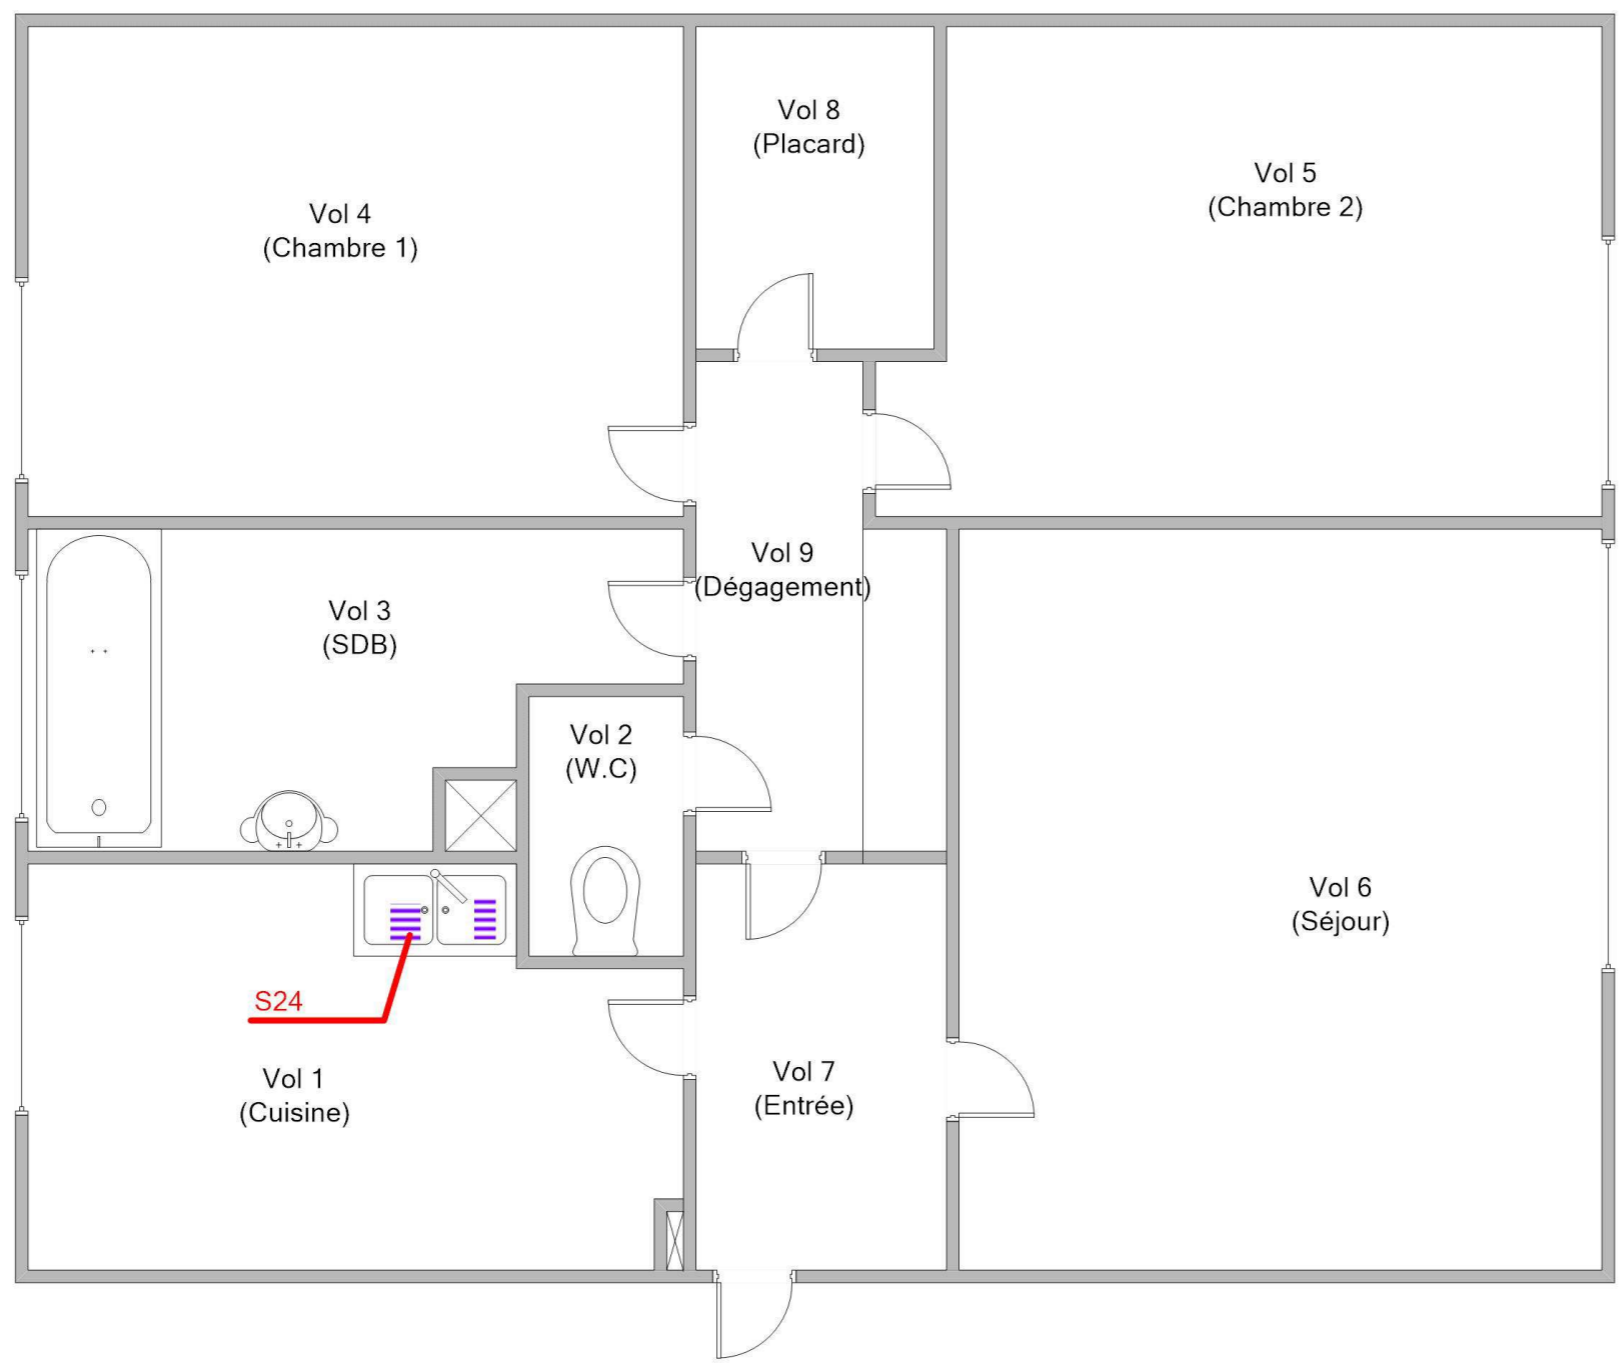 Vol 8
(Placard)
Vol 5
(Chambre 2)
Vol 4
(Chambre 1)
Vol 9
(Dégagement)
Vol 3
(SDB)
Vol 2
(W.C)
Vol 6
(Séjour)
S24
Vol 1
(Cuisine)
Vol 7
(Entrée)